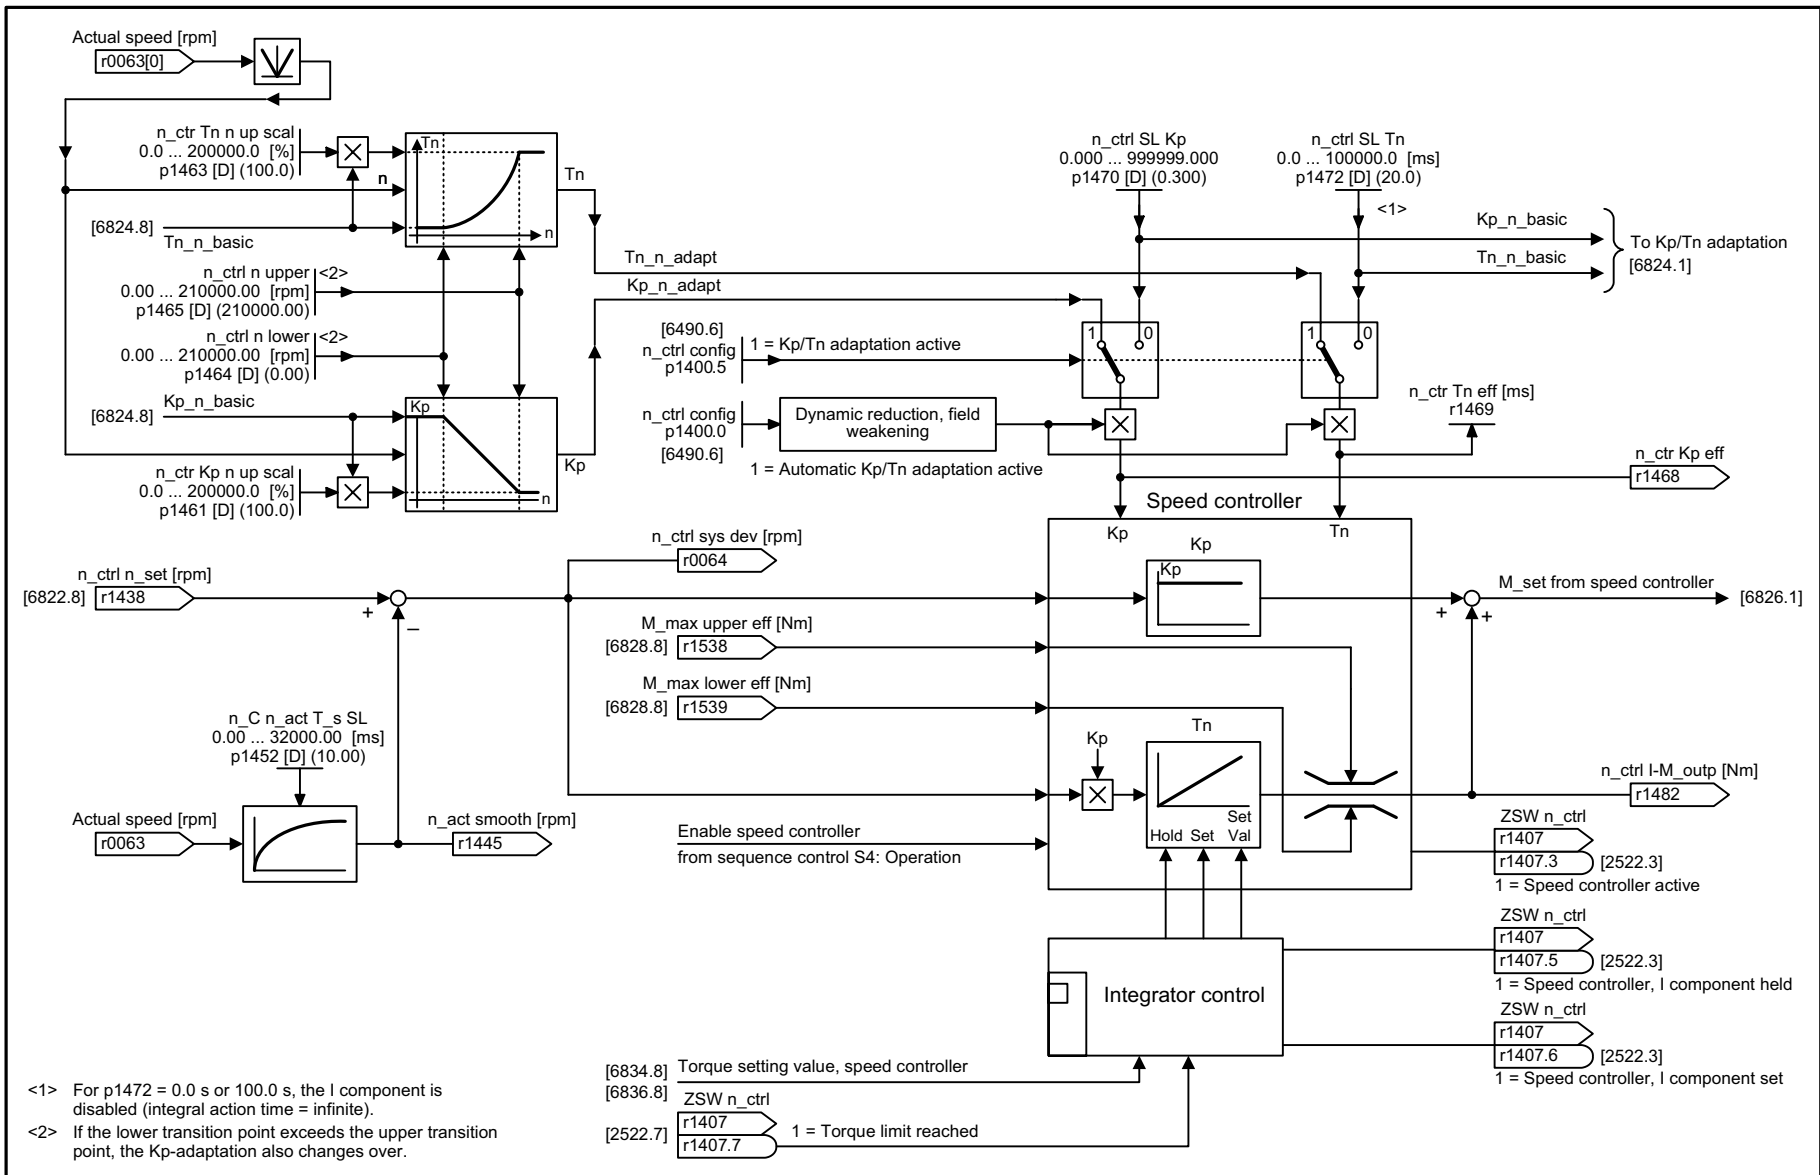 Actual speed [rpm]
r0063[0]
n_ctr Tn n up scal
0.0 ... 200000.0 [%]
p1463 [D] (100.0)
n
Tn
n
Tn
[6824.8]
Tn_n_basic
n_ctrl n upper <2>
0.00 ... 210000.00 [rpm]
p1465 [D] (210000.00)
n_ctrl n lower <2>
0.00 ... 210000.00 [rpm]
p1464 [D] (0.00)
Kp_n_basic
[6824.8]
Kp
n
Kp
n_ctr Kp n up scal
0.0 ... 200000.0 [%]
p1461 [D] (100.0)
Tn_n_adapt
Kp_n_adapt
n_ctrl SL Kp
0.000 ... 999999.000
p1470 [D] (0.300)
n_ctrl SL Tn
0.0 ... 100000.0 [ms]
p1472 [D] (20.0)
<1>
Kp_n_basic
Tn_n_basic
To Kp/Tn adaptation
[6824.1]
[6490.6]
n_ctrl config
p1400.5
1 = Kp/Tn adaptation active
1 0
1 0
n_ctrl config
p1400.0
[6490.6]
Dynamic reduction, field
weakening
1 = Automatic Kp/Tn adaptation active
n_ctr Tn eff [ms]
r1469
n_ctr Kp eff
r1468
Speed controller
Kp
Tn
n_ctrl sys dev [rpm]
r0064
n_ctrl n_set [rpm]
[6822.8] r1438
+
–
Kp
Kp
+
+
M_set from speed controller
[6826.1]
M_max upper eff [Nm]
[6828.8] r1538
M_max lower eff [Nm]
[6828.8] r1539
n_C n_act T_s SL
0.00 ... 32000.00 [ms]
p1452 [D] (10.00)
Actual speed [rpm]
r0063
n_act smooth [rpm]
r1445
Kp
Tn
Hold Set Set
Val
n_ctrl I-M_outp [Nm]
r1482
Enable speed controller
from sequence control S4: Operation
ZSW n_ctrl
r1407
r1407.3 [2522.3]
1 = Speed controller active
ZSW n_ctrl
r1407
r1407.5 [2522.3]
1 = Speed controller, I component held
Integrator control
ZSW n_ctrl
r1407
r1407.6 [2522.3]
1 = Speed controller, I component set
[6834.8] Torque setting value, speed controller
[6836.8]
ZSW n_ctrl
r1407
[2522.7]
r1407.7
1 = Torque limit reached
<1> For p1472 = 0.0 s or 100.0 s, the I component is
disabled (integral action time = infinite).
<2> If the lower transition point exceeds the upper transition
point, the Kp-adaptation also changes over.